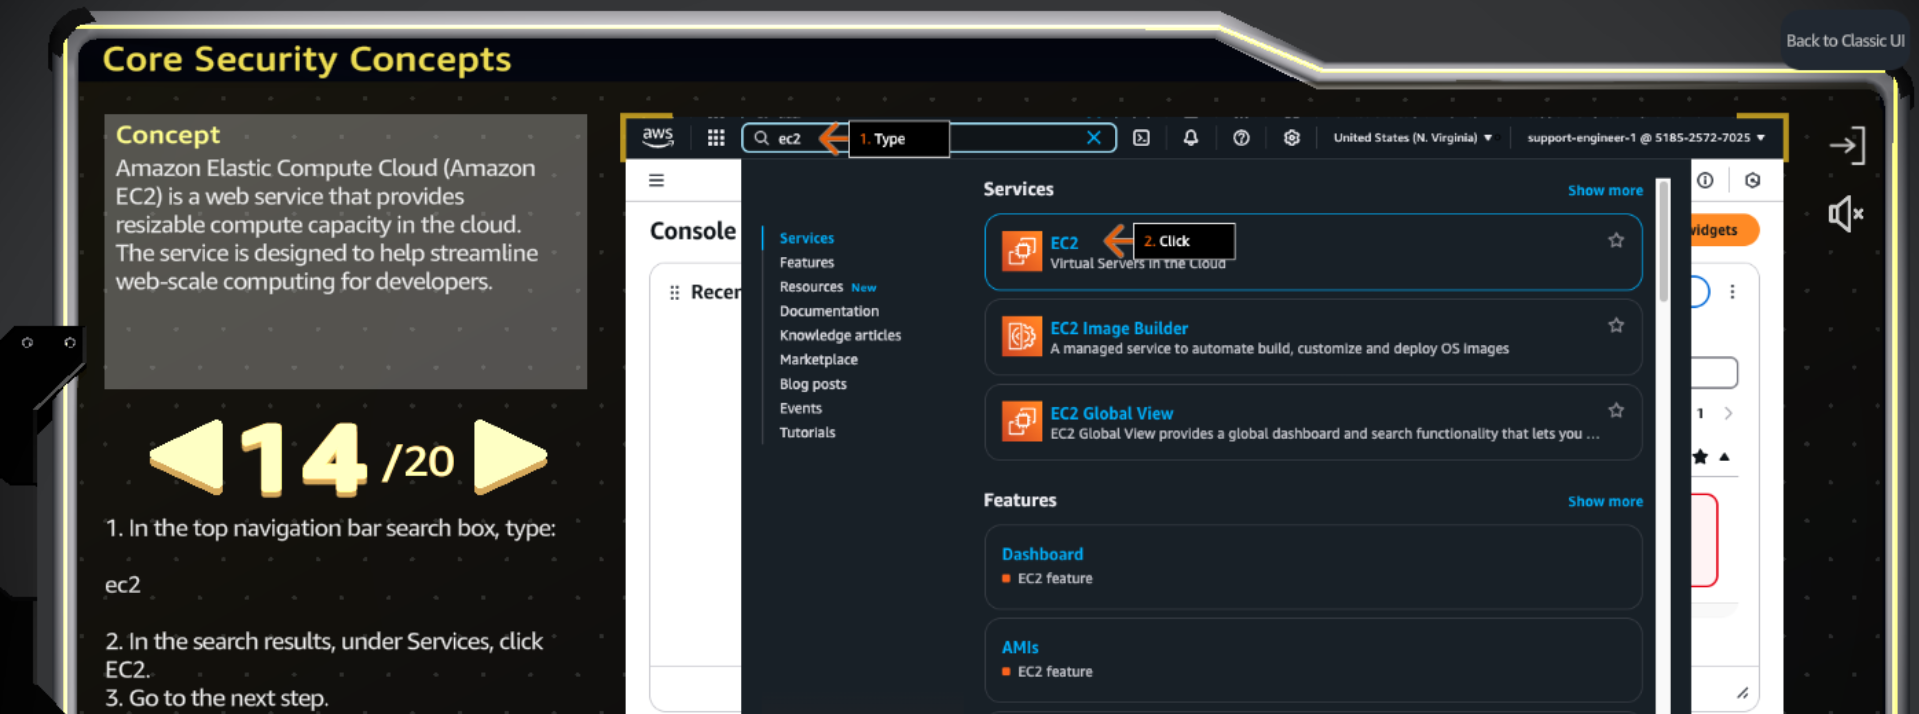 Back to Classic UI
Core Security Concepts
Concept
Amazon Elastic Compute Cloud (Amazon
EC2) is a web service that provides
resizable compute capacity in the cloud.
The service is designed to help streamline
web-scale computing for developers.
14 /20
1. In the top navigation bar search box, type:
ec2
2. In the search results, under Services, click
EC2.
3. Go to the next step.
aws
ec2
1. Type
United States (N. Virginia)
support-engineer-1 @ 5185-2572-7025
Console
Recer
Services
Features
Resources New
Documentation
Knowledge articles
Marketplace
Blog posts
Events
Tutorials
Services
Show more
EC2
2. Click
Virtual Servers in the Cloud
EC2 Image Builder
A managed service to automate build, customize and deploy OS images
EC2 Global View
EC2 Global View provides a global dashboard and search functionality that lets you ...
Features
Show more
Dashboard
EC2 feature
AMIs
EC2 feature
vidgets
1